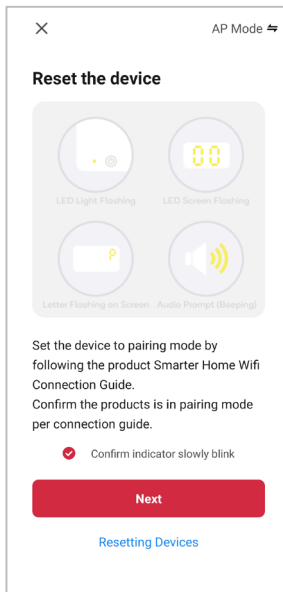 AP Mode
Reset the device
LED Light Flashing
LED Screen Flashing
Letter Flashing on Screen
Audio Prompt (Beeping)
Set the device to pairing mode by
following the product Smarter Home Wifi
Connection Guide.
Confirm the products is in pairing mode
per connection guide.
Confirm indicator slowly blink
Next
Resetting Devices